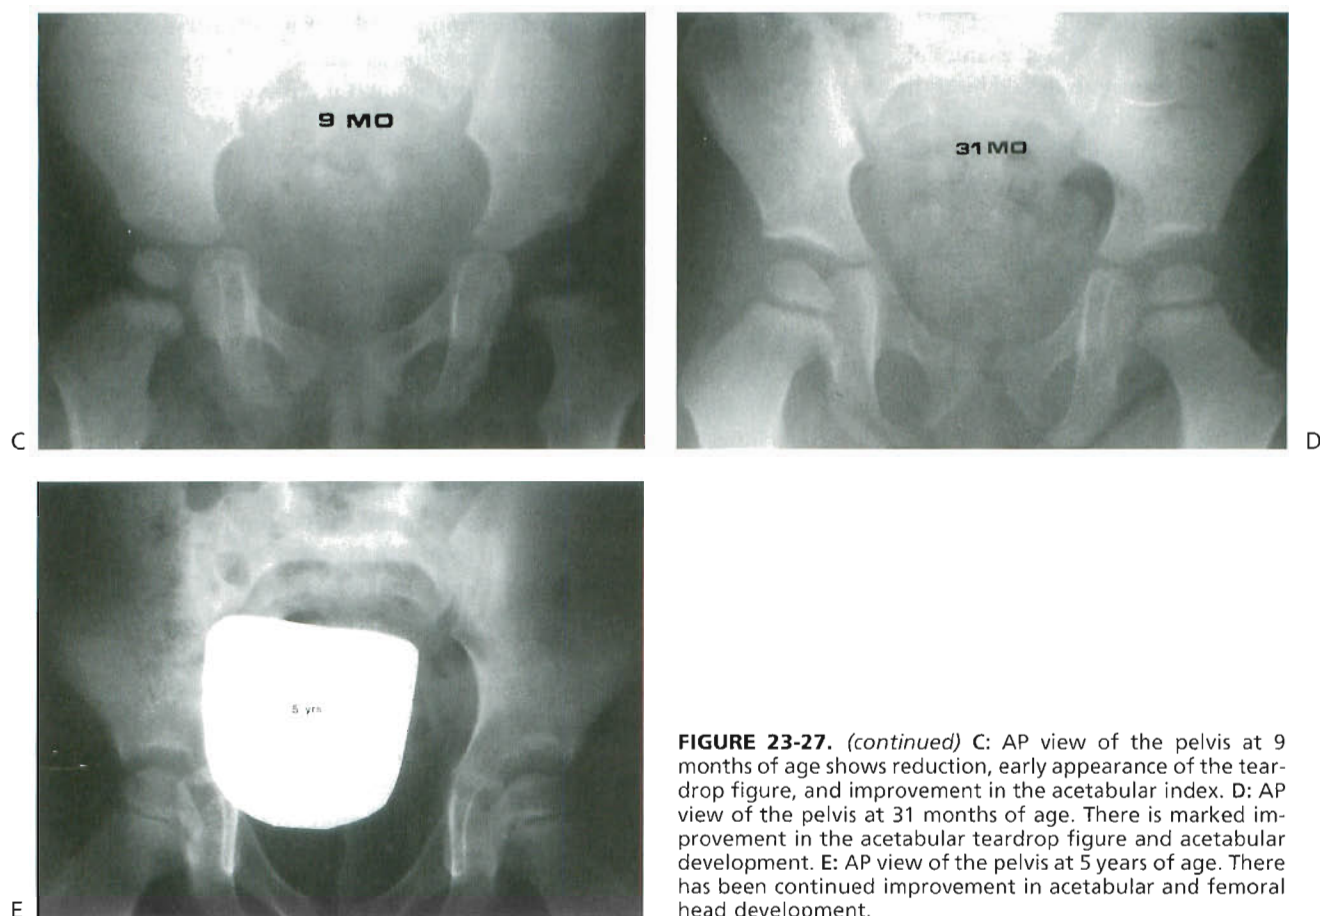 9 MO
31 MO
C
D
5 yrs
E
FIGURE 23-27. (continued) C: AP view of the pelvis at 9
months of age shows reduction, early appearance of the tear-
drop figure, and improvement in the acetabular index. D: AP
view of the pelvis at 31 months of age. There is marked im-
provement in the acetabular teardrop figure and acetabular
development. E: AP view of the pelvis at 5 years of age. There
has been continued improvement in acetabular and femoral
head development.